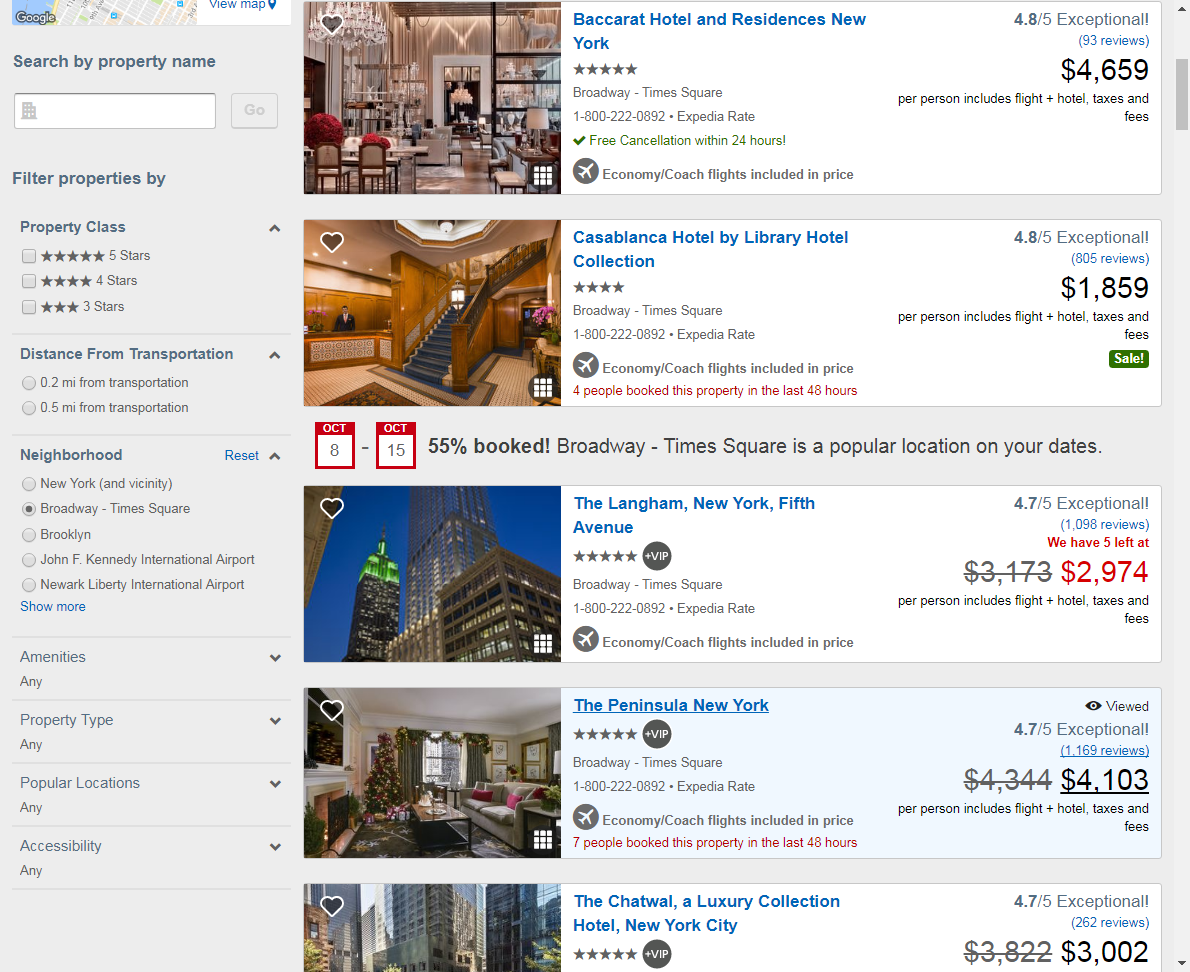 Google
View map
Search by property name
Go
Filter properties by
Property Class
5 Stars
4 Stars
3 Stars
Distance From Transportation
0.2 mi from transportation
0.5 mi from transportation
Neighborhood
Reset
New York (and vicinity)
Broadway - Times Square
Brooklyn
John F. Kennedy International Airport
Newark Liberty International Airport
Show more
Amenities
Any
Property Type
Any
Popular Locations
Any
Accessibility
Any
Baccarat Hotel and Residences New
York
Broadway - Times Square
1-800-222-0892 • Expedia Rate
Free Cancellation within 24 hours!
Economy/Coach flights included in price
4.8/5 Exceptional!
(93 reviews)
$4,659
per person includes flight + hotel, taxes and
fees
Casablanca Hotel by Library Hotel
Collection
Broadway - Times Square
1-800-222-0892 • Expedia Rate
Economy/Coach flights included in price
4 people booked this property in the last 48 hours
4.8/5 Exceptional!
(805 reviews)
$1,859
per person includes flight + hotel, taxes and
fees
Sale!
OCT
8
-
OCT
15
55% booked! Broadway - Times Square is a popular location on your dates.
The Langham, New York, Fifth
Avenue
+VIP
Broadway - Times Square
1-800-222-0892 • Expedia Rate
Economy/Coach flights included in price
4.7/5 Exceptional!
(1,098 reviews)
We have 5 left at
$3,173 $2,974
per person includes flight + hotel, taxes and
fees
The Peninsula New York
+VIP
Broadway - Times Square
1-800-222-0892 • Expedia Rate
Economy/Coach flights included in price
7 people booked this property in the last 48 hours
Viewed
4.7/5 Exceptional!
(1,169 reviews)
$4,344 $4,103
per person includes flight + hotel, taxes and
fees
The Chatwal, a Luxury Collection
Hotel, New York City
+VIP
4.7/5 Exceptional!
(262 reviews)
$3,822 $3,002